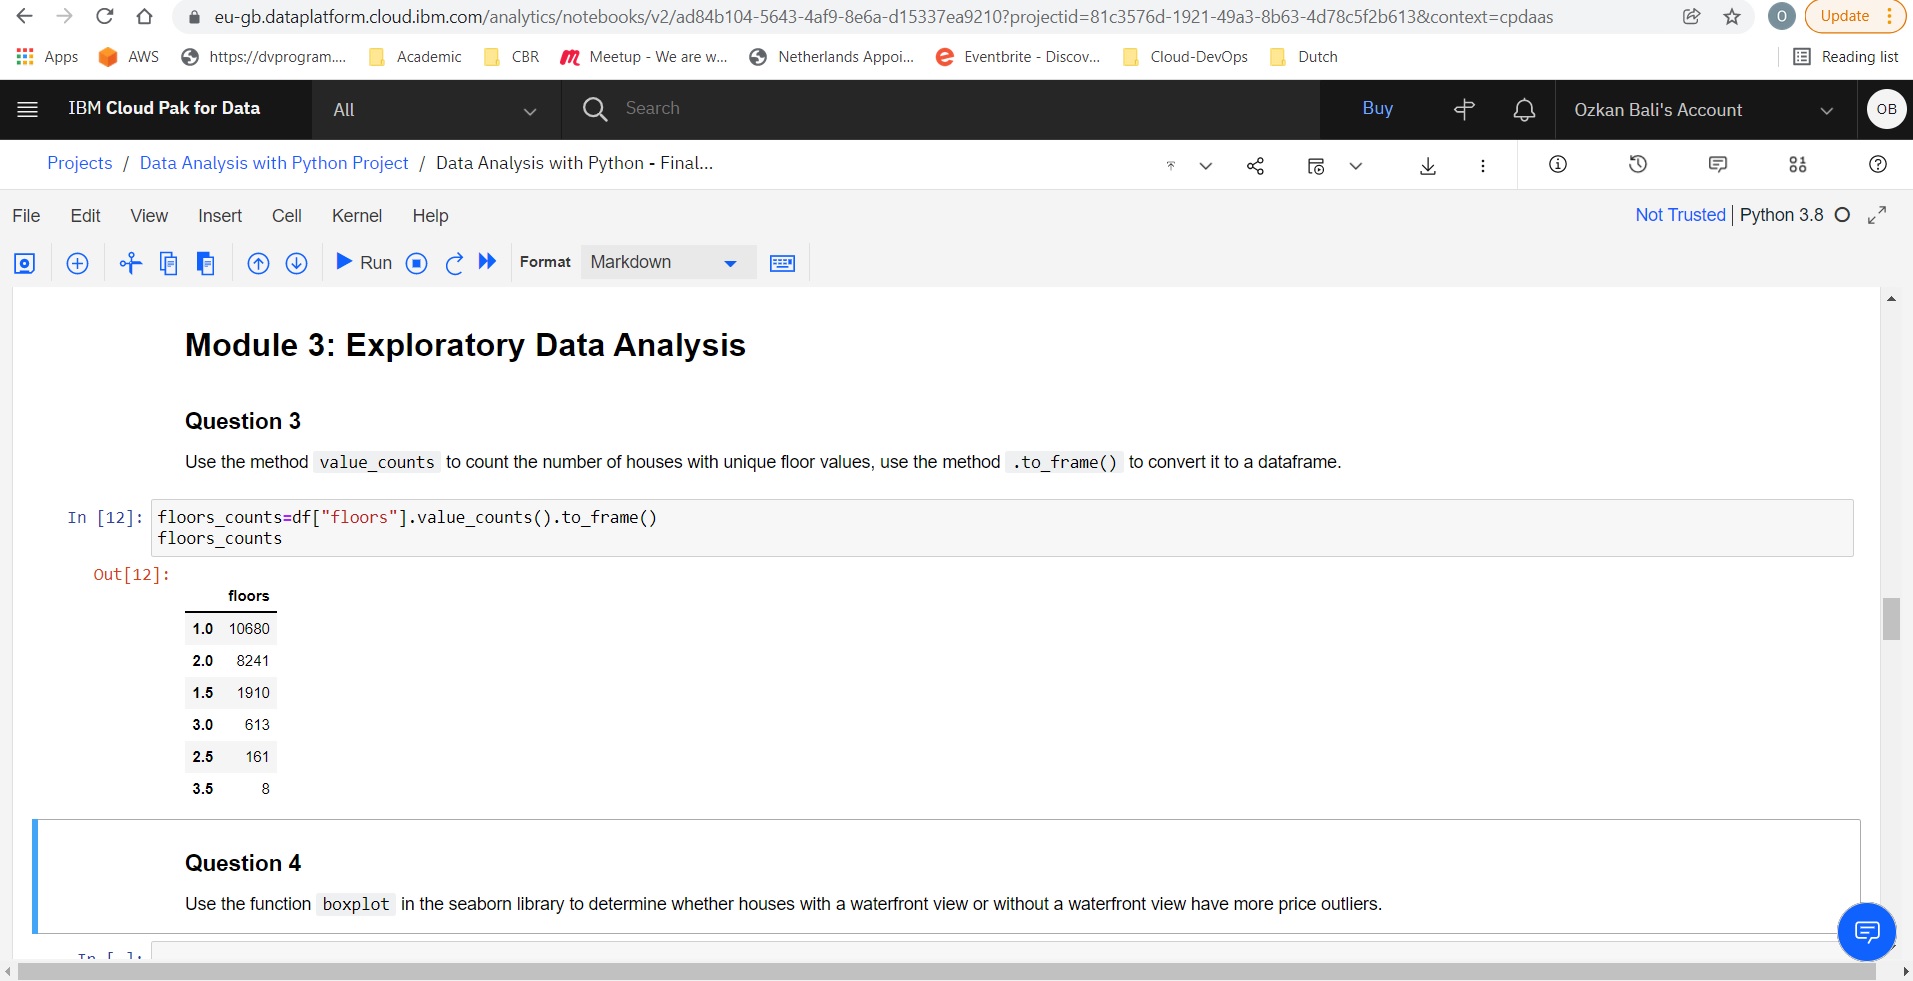 eu-gb.dataplatform.cloud.ibm.com/analytics/notebooks/v2/ad84b104-5643-4af9-8e6a-d15337ea9210?projectid=81c3576d-1921-49a3-8b63-4d78c5f2b613&context=cpdaas O Update
Apps AWS https://dvprogram.... Academic CBR Meetup - We are w... Netherlands Appoi... Eventbrite - Discov... Cloud-DevOps Dutch Reading list
IBM Cloud Pak for Data All Search Buy Ozkan Bali's Account OB
Projects / Data Analysis with Python Project / Data Analysis with Python - Final...
File Edit View Insert Cell Kernel Help Not Trusted Python 3.8
Run Format Markdown
Module 3: Exploratory Data Analysis
Question 3
Use the method value_counts to count the number of houses with unique floor values, use the method .to_frame() to convert it to a dataframe.
In [12]: floors_counts=df["floors"].value_counts().to_frame()
floors_counts
Out[12]:
floors
1.0 10680
2.0 8241
1.5 1910
3.0 613
2.5 161
3.5 8
Question 4
Use the function boxplot in the seaborn library to determine whether houses with a waterfront view or without a waterfront view have more price outliers.
In [ ]: